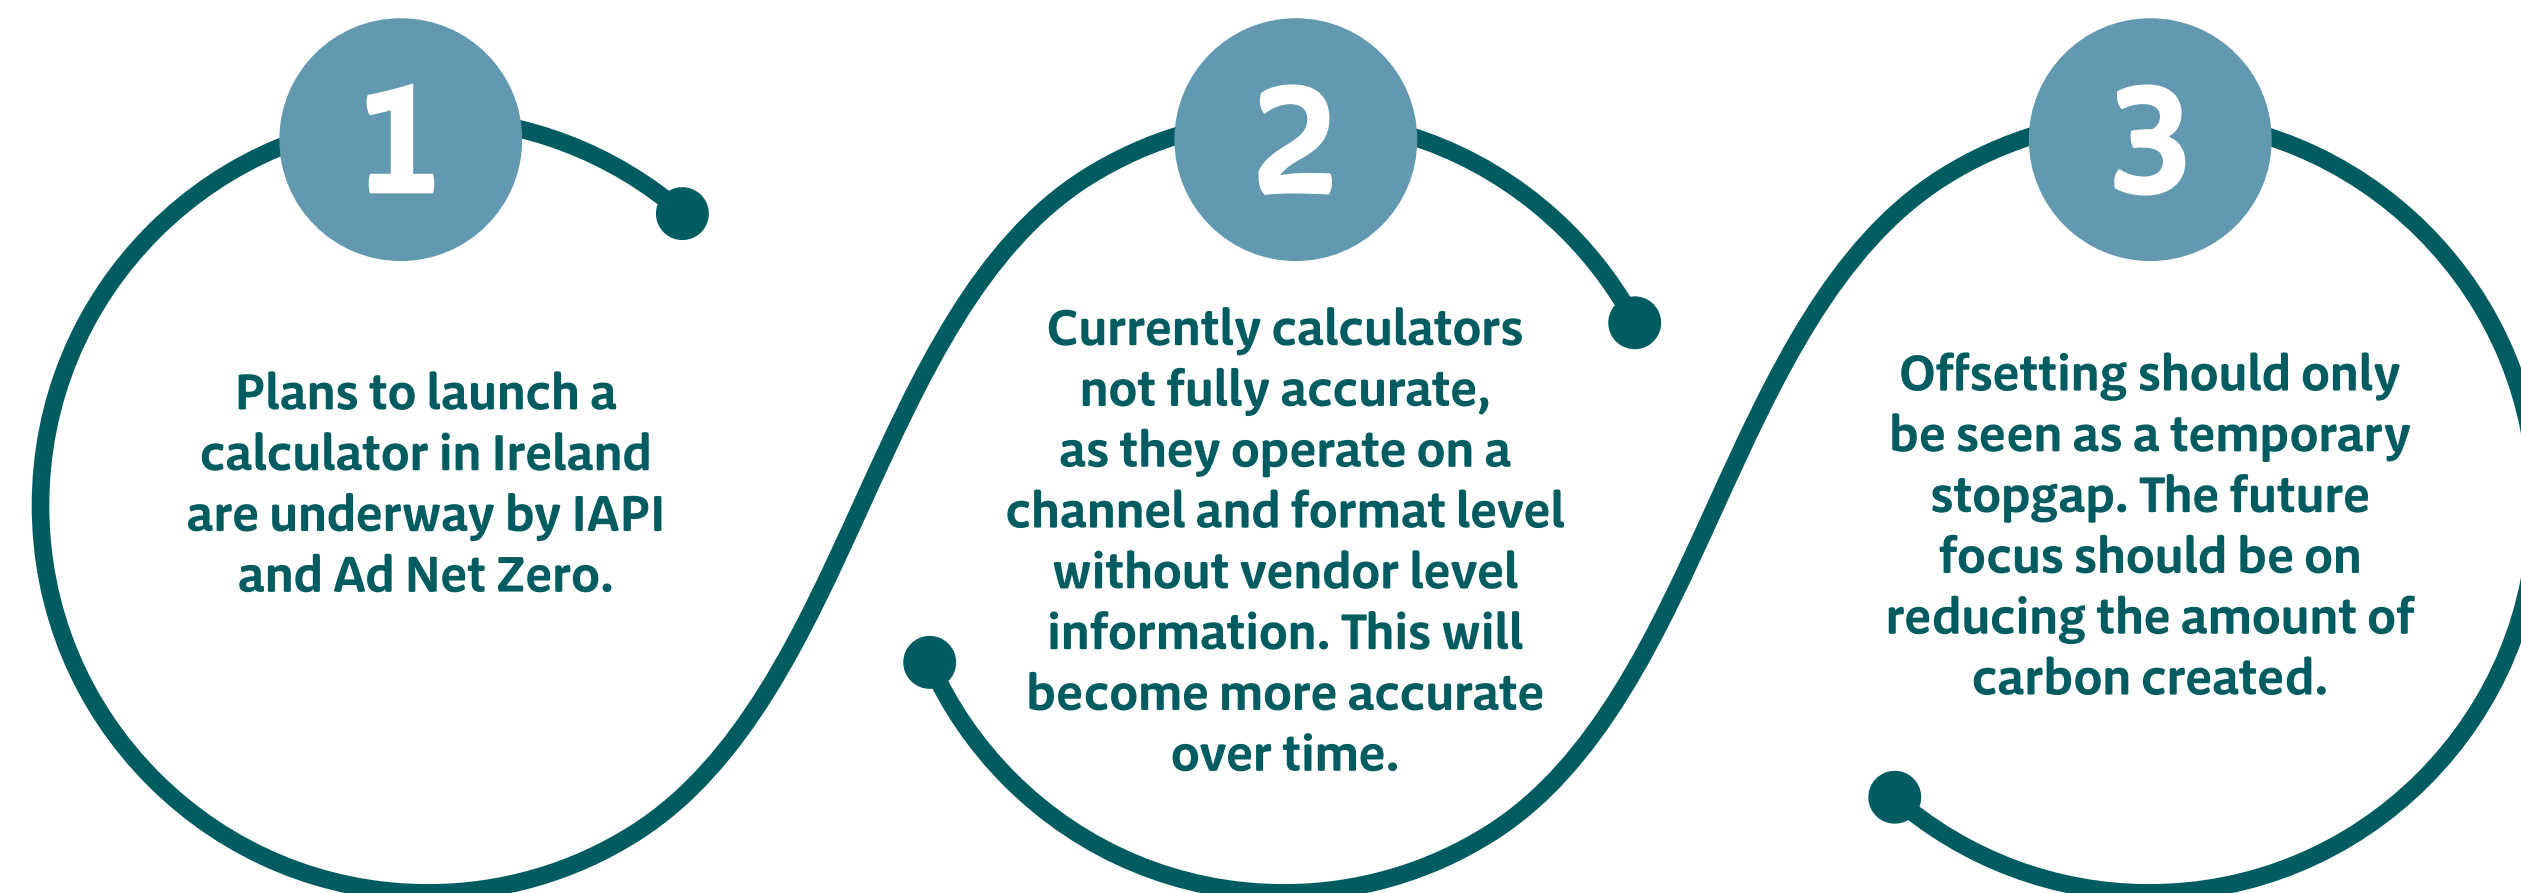 1
Plans to launch a
calculator in Ireland
are underway by IAPI
and Ad Net Zero.
2
Currently calculators
not fully accurate,
as they operate on a
channel and format level
without vendor level
information. This will
become more accurate
over time.
3
Offsetting should only
be seen as a temporary
stopgap. The future
focus should be on
reducing the amount of
carbon created.